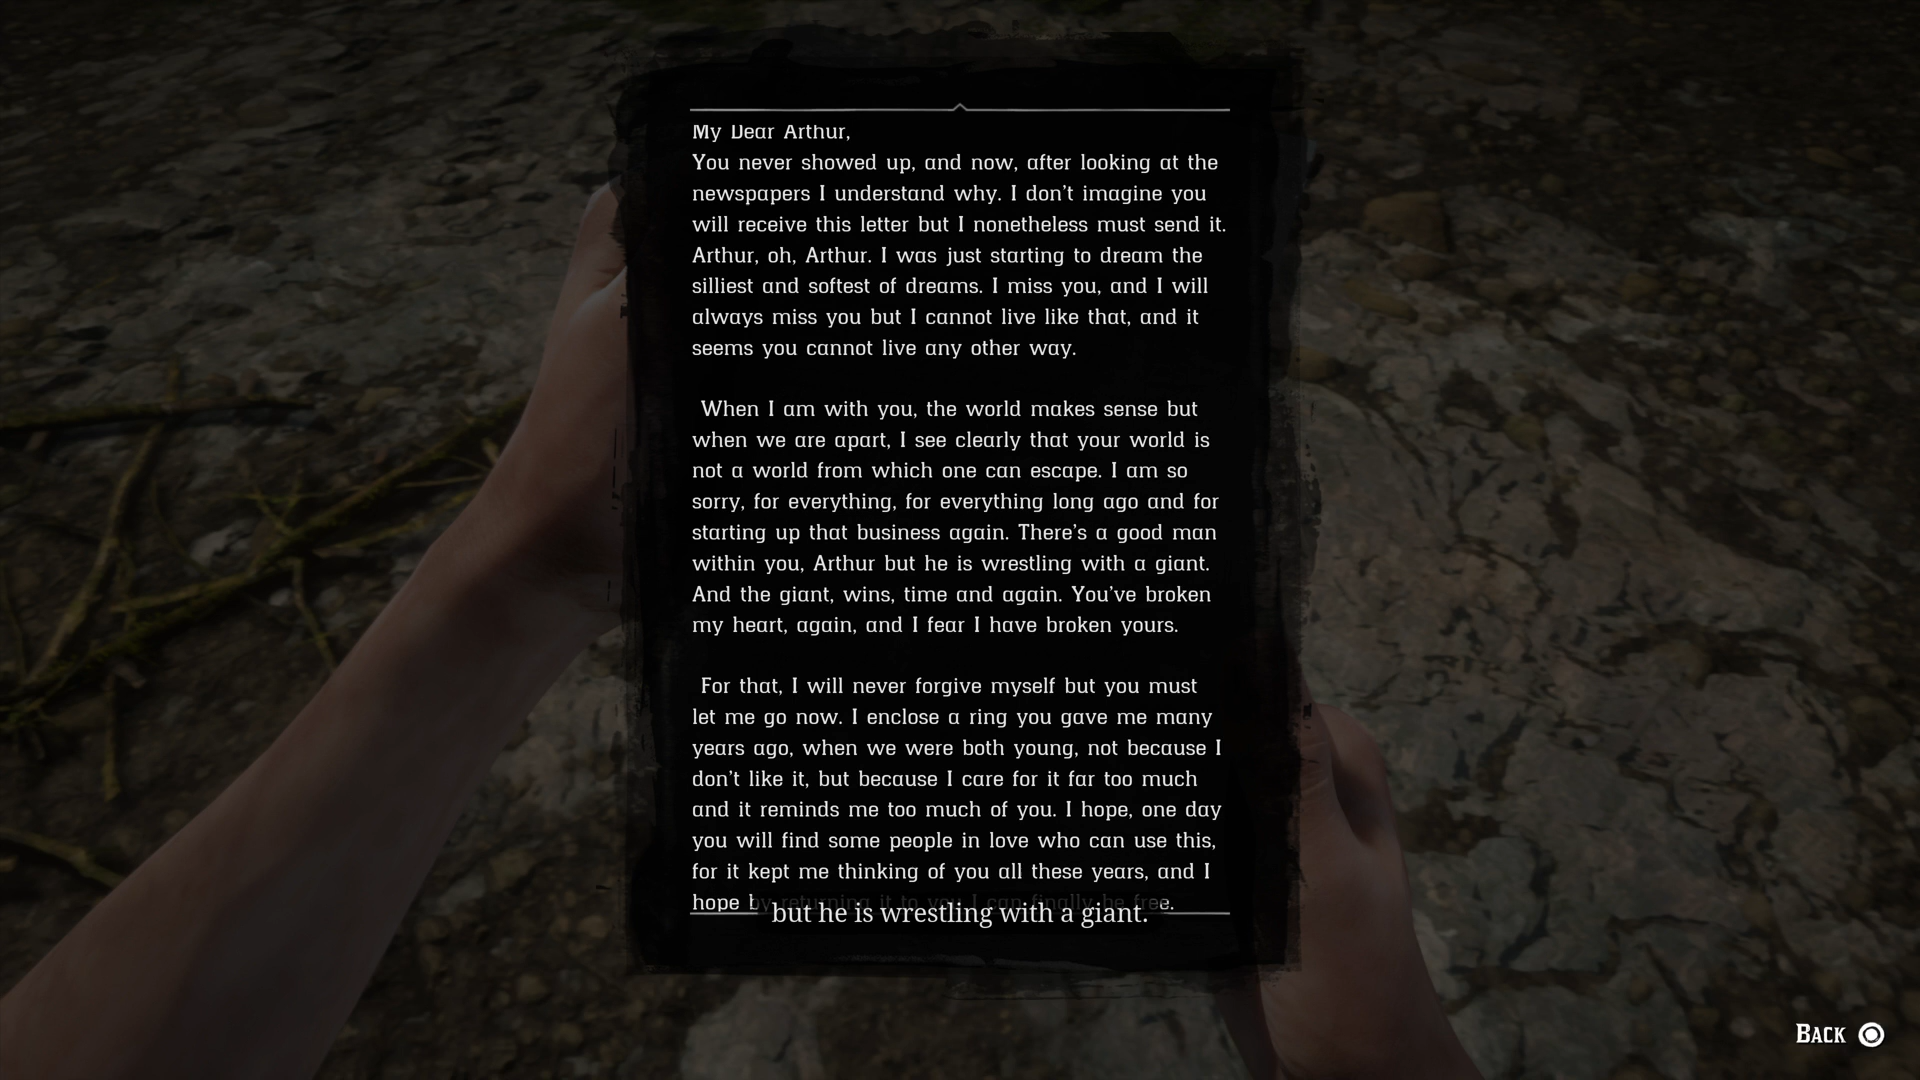 My Dear Arthur,
You never showed up, and now, after looking at the
newspapers I understand why. I don't imagine you
will receive this letter but I nonetheless must send it.
Arthur, oh, Arthur. I was just starting to dream the
silliest and softest of dreams. I miss you, and I will
always miss you but I cannot live like that, and it
seems you cannot live any other way.
When I am with you, the world makes sense but
when we are apart, I see clearly that your world is
not a world from which one can escape. I am so
sorry, for everything, for everything long ago and for
starting up that business again. There's a good man
within you, Arthur but he is wrestling with a giant.
And the giant, wins, time and again. You've broken
my heart, again, and I fear I have broken yours.
For that, I will never forgive myself but you must
let me go now. I enclose a ring you gave me many
years ago, when we were both young, not because I
don't like it, but because I care for it far too much
and it reminds me too much of you. I hope, one day
you will find some people in love who can use this,
for it kept me thinking of you all these years, and I
hope by returning it to you I can finally be free.
but he is wrestling with a giant.
BACK